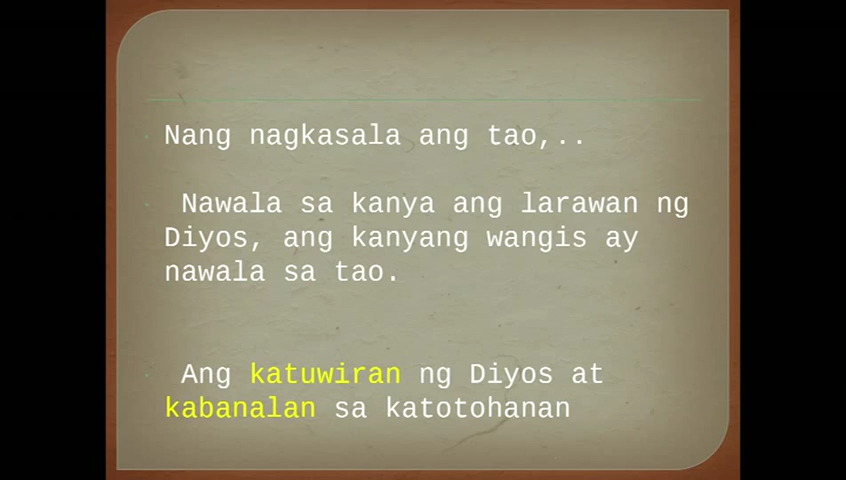 Nang nagkasala ang tao,..
Nawala sa kanya ang larawan ng
Diyos, ang kanyang wangis ay
nawala sa tao.
Ang katuwiran ng Diyos at
kabanalan sa katotohanan